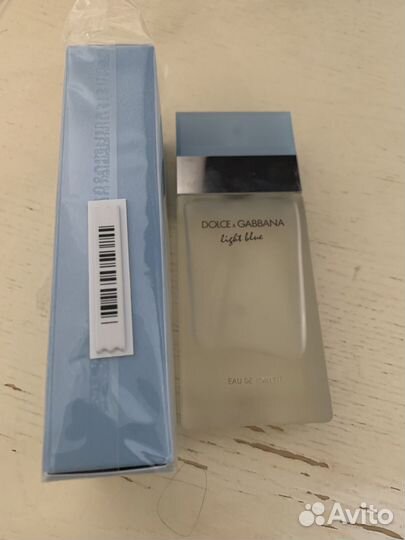 DOLCE & GABBANA
light blue
EAU DE TOILETTE
Avito